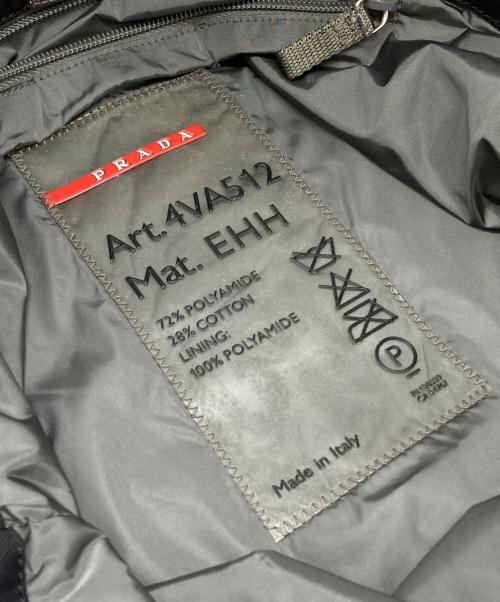 PRADA
Art. 4VA512
Mat. EHH
72% POLYAMIDE
28% COTTON
LINING:
100% POLYAMIDE
P
Made in Italy